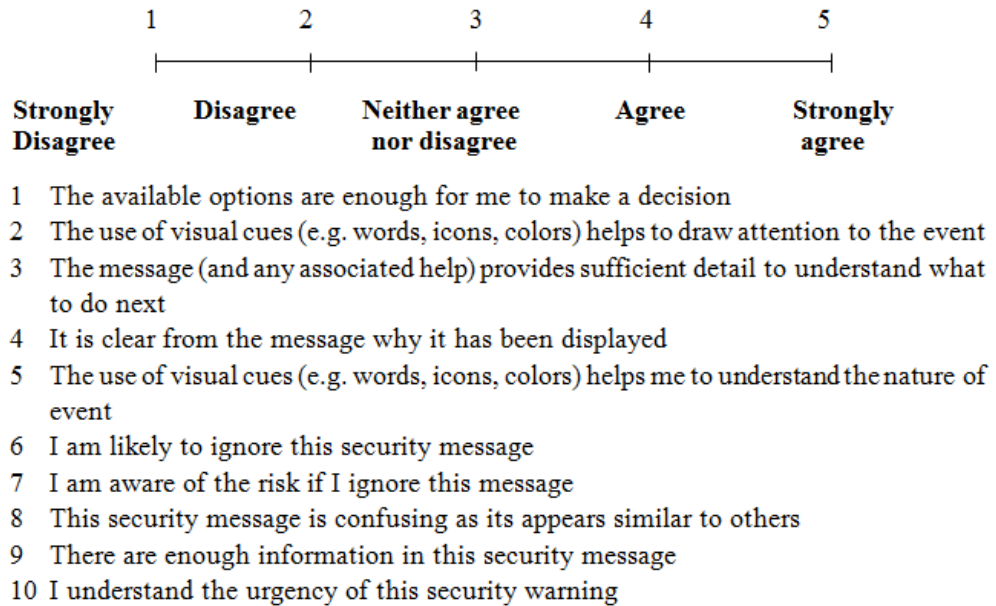 1 2 3 4 5
Strongly Disagree Neither agree Agree Strongly
Disagree nor disagree agree
1 The available options are enough for me to make a decision
2 The use of visual cues (e.g. words, icons, colors) helps to draw attention to the event
3 The message (and any associated help) provides sufficient detail to understand what
to do next
4 It is clear from the message why it has been displayed
5 The use of visual cues (e.g. words, icons, colors) helps me to understand the nature of
event
6 I am likely to ignore this security message
7 I am aware of the risk if I ignore this message
8 This security message is confusing as its appears similar to others
9 There are enough information in this security message
10 I understand the urgency of this security warning